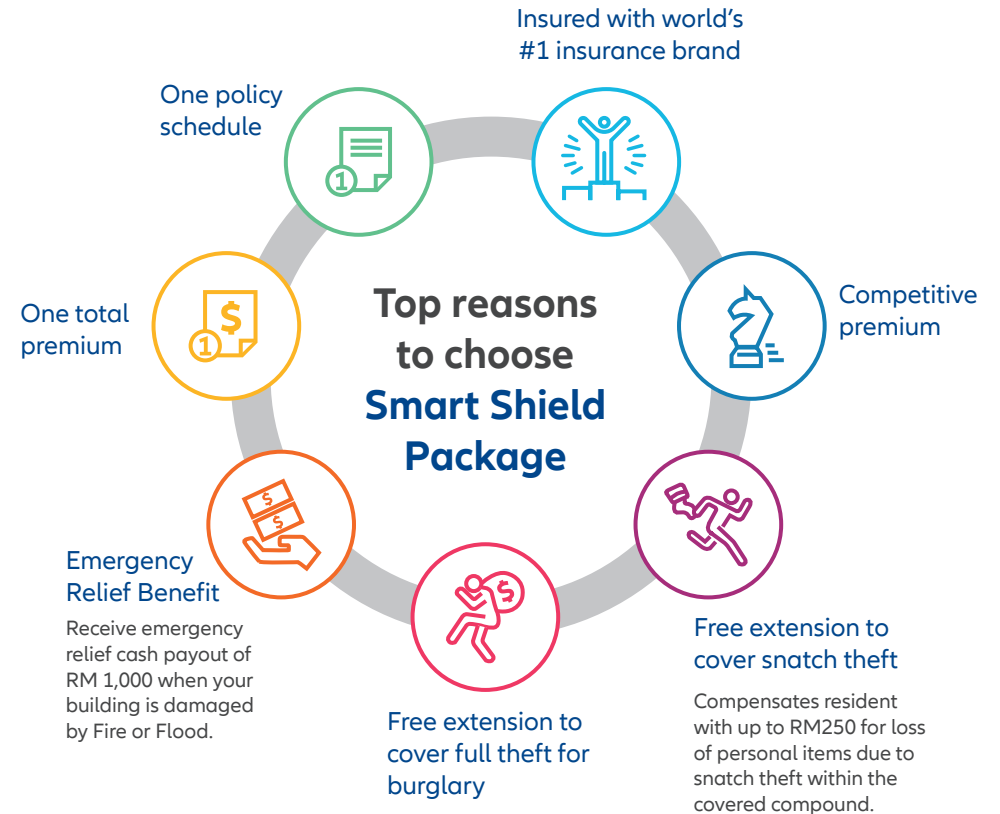 Insured with world's
#1 insurance brand
One policy
schedule
1
Competitive
premium
One total
premium
$
1
Top reasons
to choose
Smart Shield
Package
Emergency
Relief Benefit
Receive emergency
relief cash payout of
RM 1,000 when your
building is damaged
by Fire or Flood.
$
$
$
Free extension to
cover full theft for
burglary
Free extension to
cover snatch theft
Compensates resident
with up to RM250 for loss
of personal items due to
snatch theft within the
covered compound.